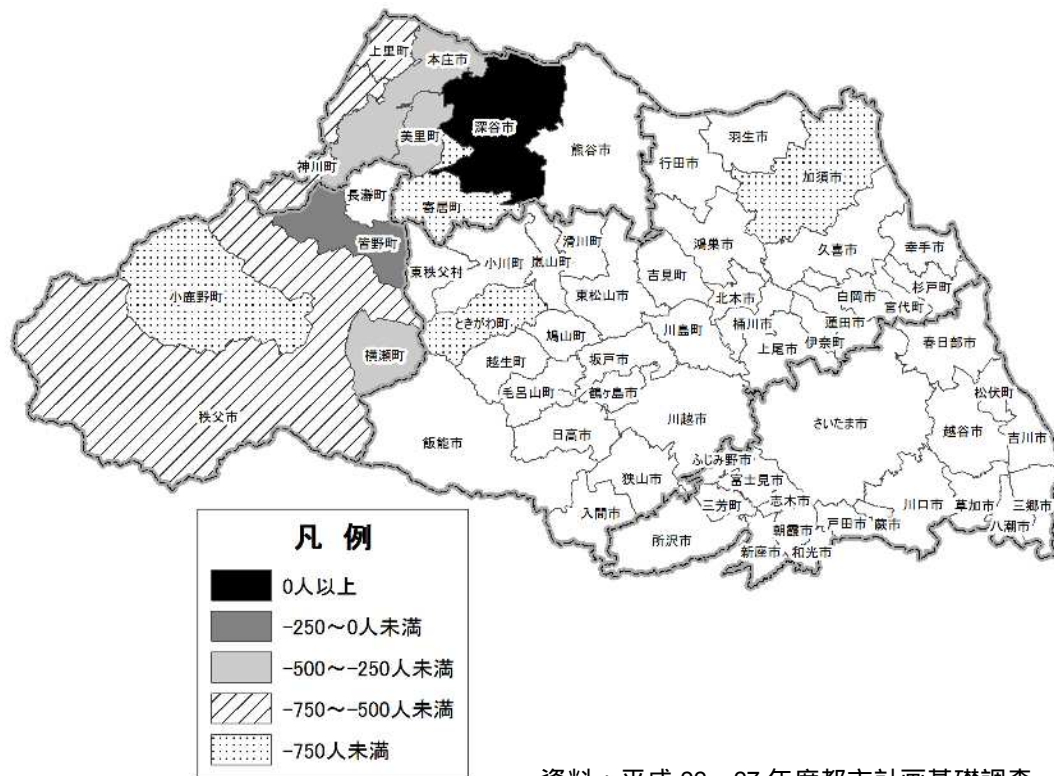 上里町
本庄市
美里町
深谷市
熊谷市
神川町
長瀞町
寄居町
皆野町
小鹿野町
秩父市
横瀬町
東秩父村
小川町
嵐山町
滑川町
ときがわ町
東松山市
吉見町
鳩山町
川島町
越生町
坂戸市
毛呂山町
鶴ヶ島市
日高市
川越市
飯能市
狭山市
入間市
所沢市
行田市
羽生市
加須市
鴻巣市
久喜市
幸手市
北本市
白岡市
杉戸町
宮代町
桶川市
蓮田市
上尾市
伊奈町
春日部市
松伏町
さいたま市
越谷市
吉川市
ふじみ野市
富士見市
三芳町
志木市
朝霞市
新座市
和光市
戸田市
蕨市
川口市
草加市
八潮市
三郷市
凡 例
0人以上
-250~0人未満
-500~-250人未満
-750~-500人未満
-750人未満